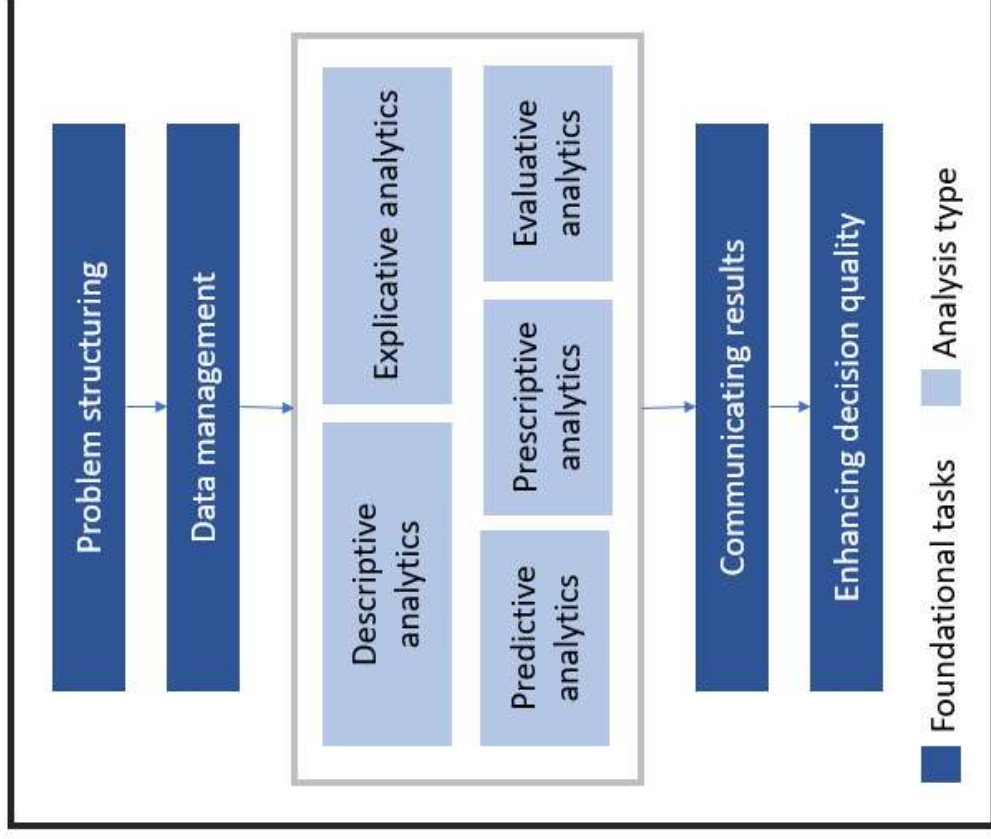 Problem structuring
Data management
Descriptive
analytics
Explicative analytics
Predictive
analytics
Prescriptive
analytics
Evaluative
analytics
Communicating results
Enhancing decision quality
Foundational tasks
Analysis type